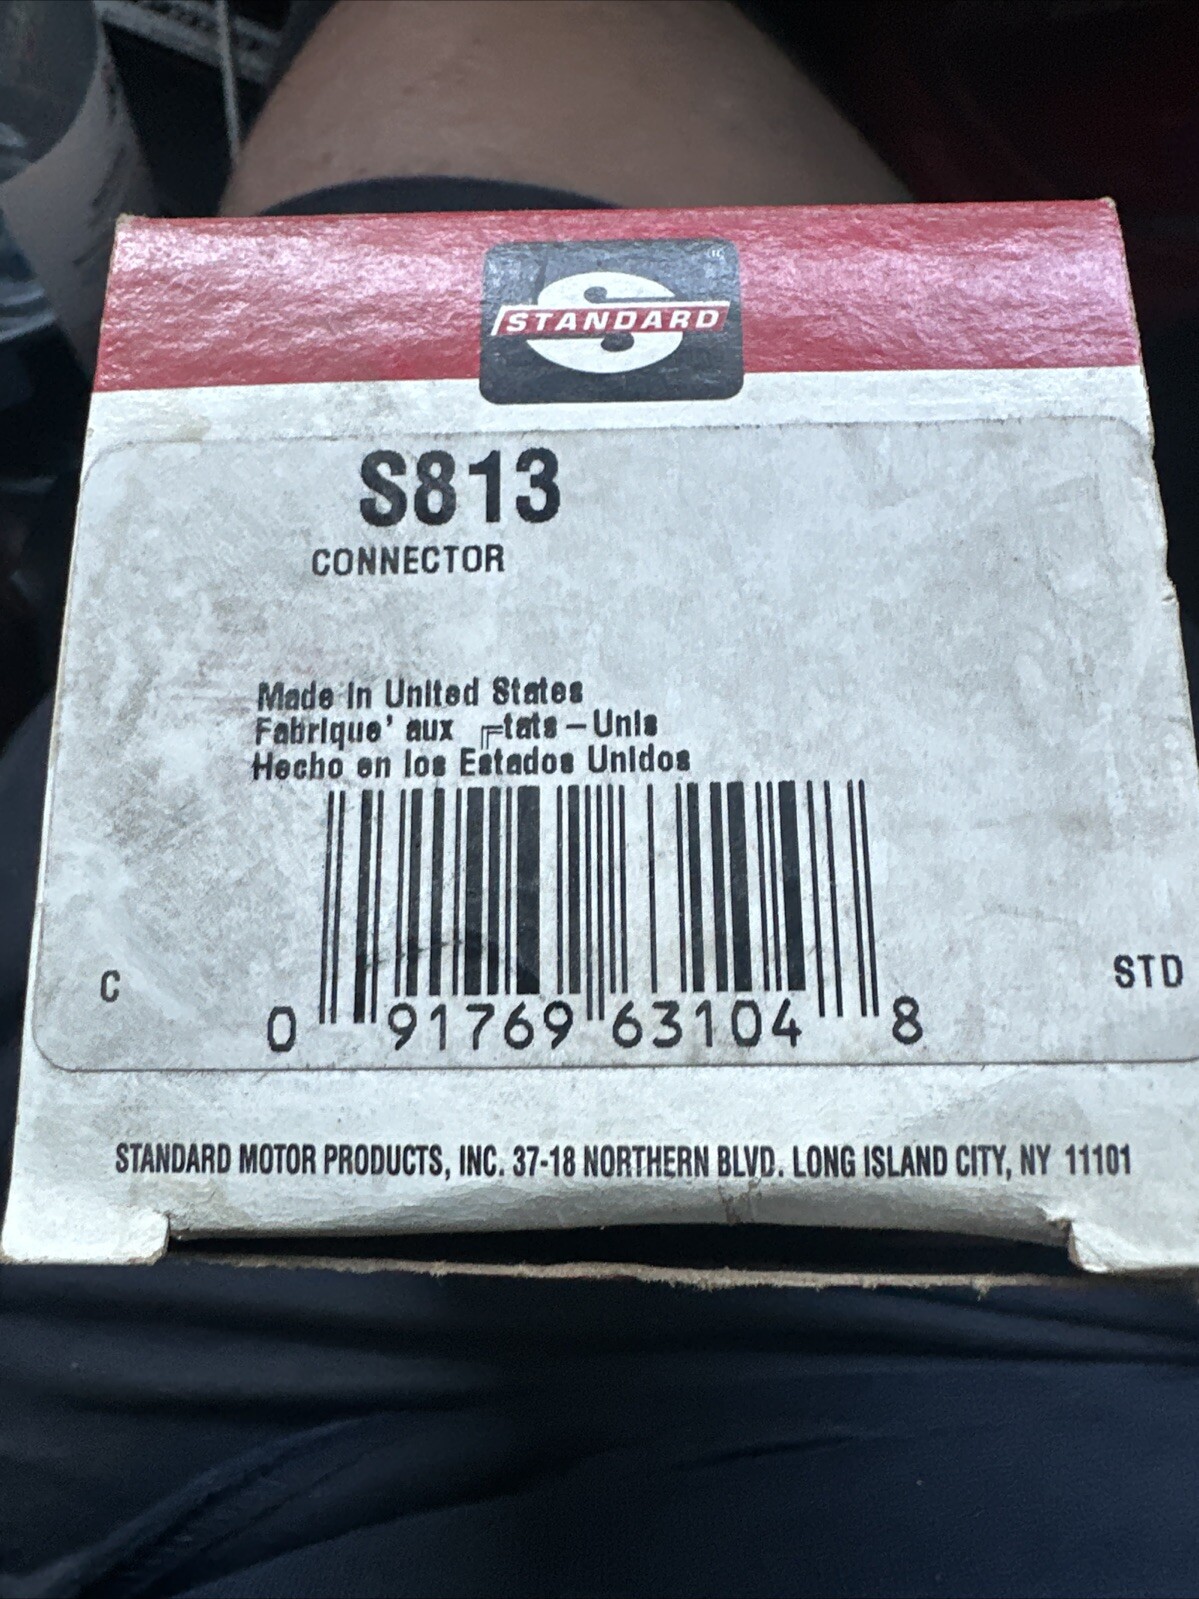 STANDARD
S813
CONNECTOR
Made in United States
Fabrique' aux tats-Unis
Hecho en los Estados Unidos
C
STD
0 91769 63104 8
STANDARD MOTOR PRODUCTS, INC. 37-18 NORTHERN BLVD. LONG ISLAND CITY, NY 11101